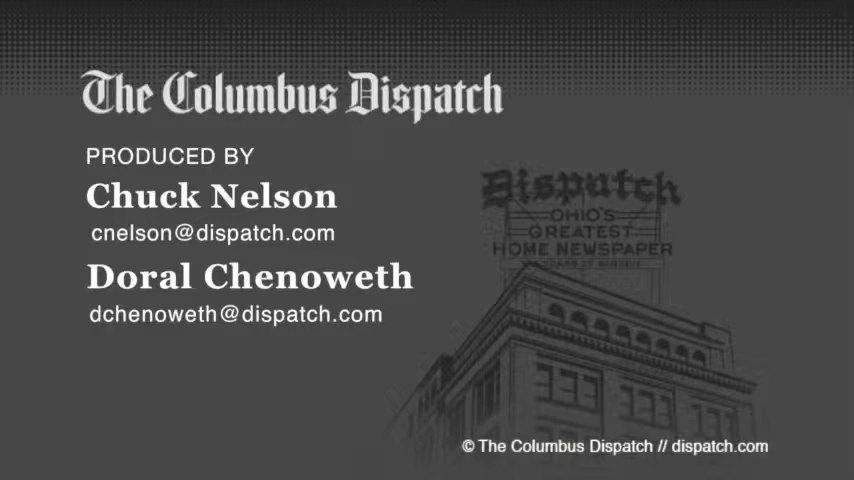 The Columbus Dispatch
PRODUCED BY
Chuck Nelson
cnelson@dispatch.com
Doral Chenoweth
dchenoweth@dispatch.com
Dispatch
OHIO'S
GREATEST
HOME NEWSPAPER
© The Columbus Dispatch // dispatch.com